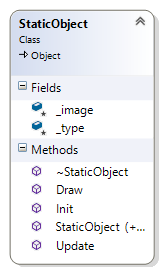 StaticObject
Class
Object
Fields
_image
_type
Methods
~StaticObject
Draw
Init
StaticObject (+...
Update